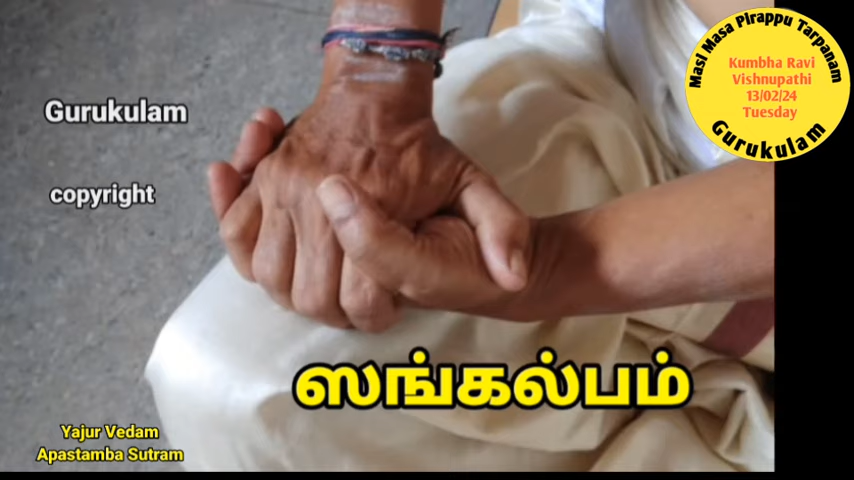 Masi Masa Pirappu Tarpanam
Kumbha Ravi
Vishnupathi
13/02/24
Tuesday
Gurukulam
Gurukulam
copyright
ஸங்கல்பம்
Yajur Vedam
Apastamba Sutram